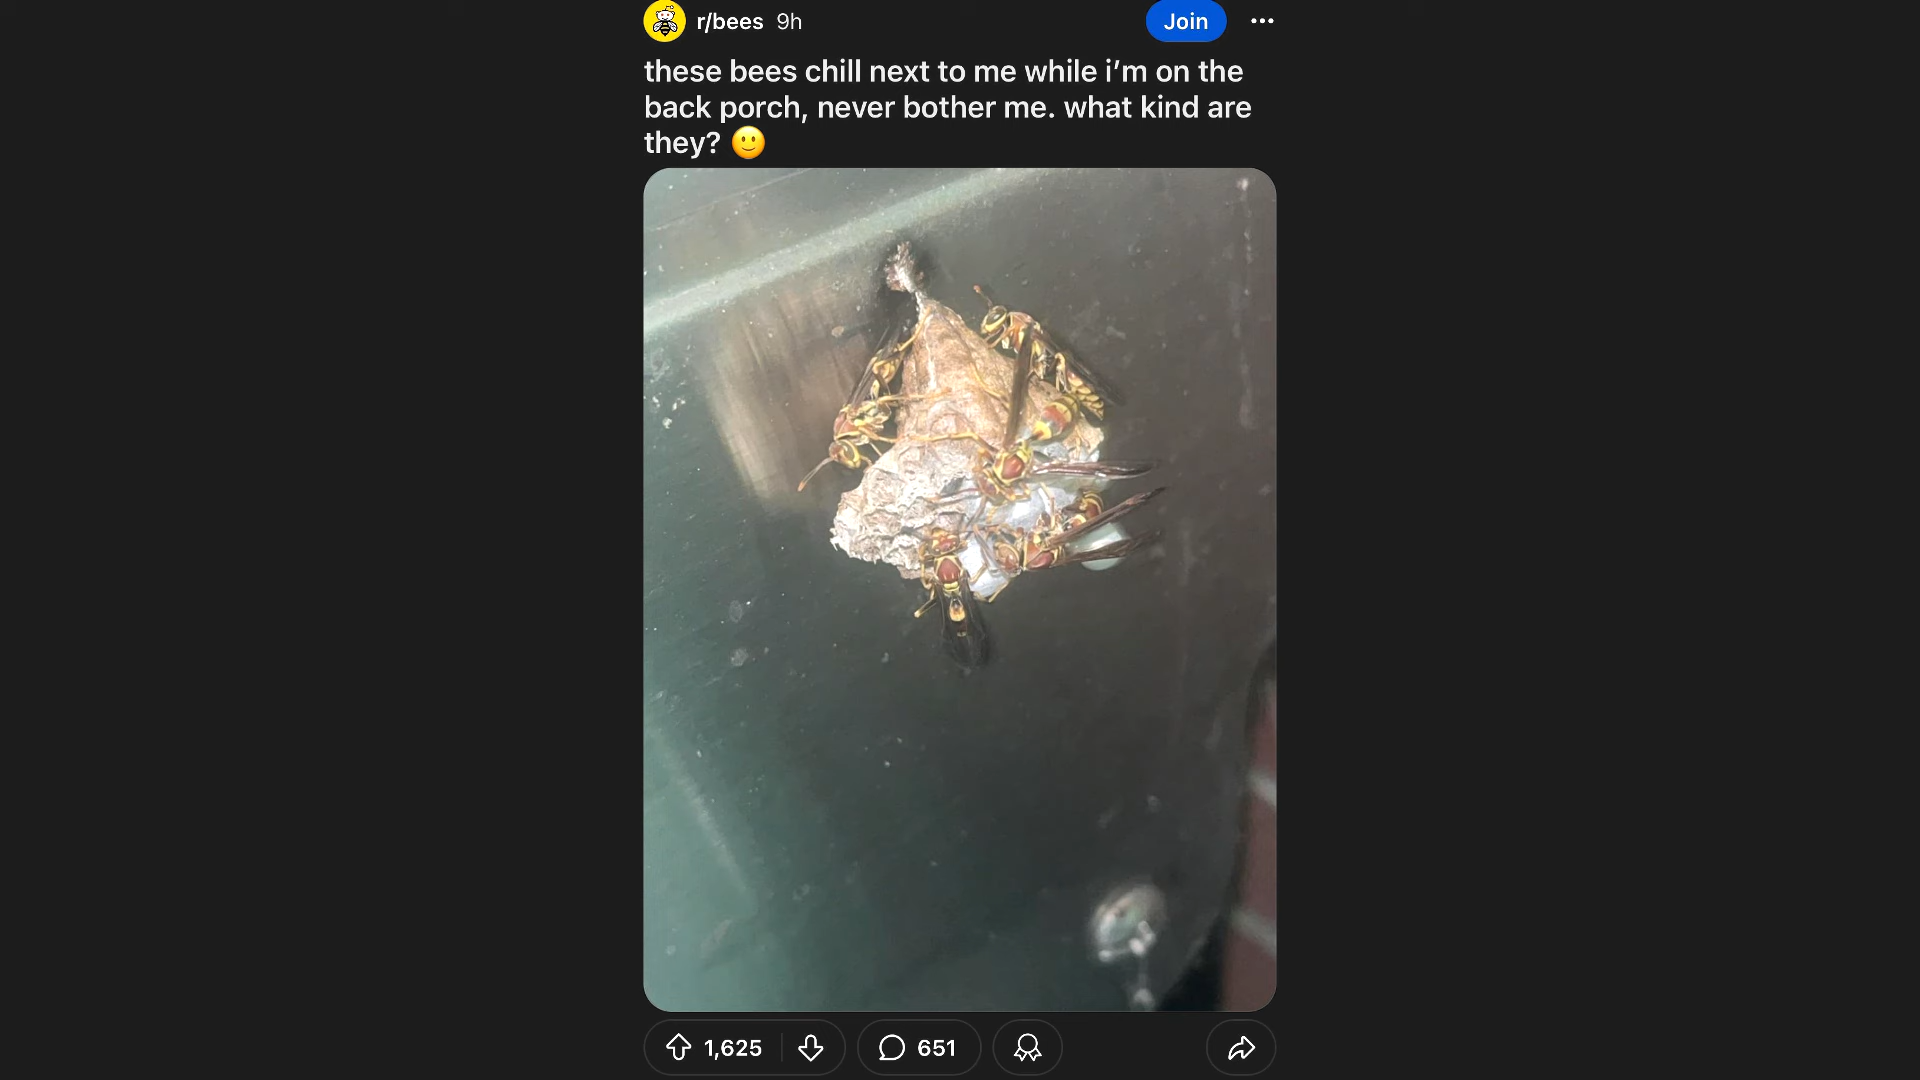 r/bees 9h
Join
these bees chill next to me while i’m on the
back porch, never bother me. what kind are
they? 🙂
1,625
651